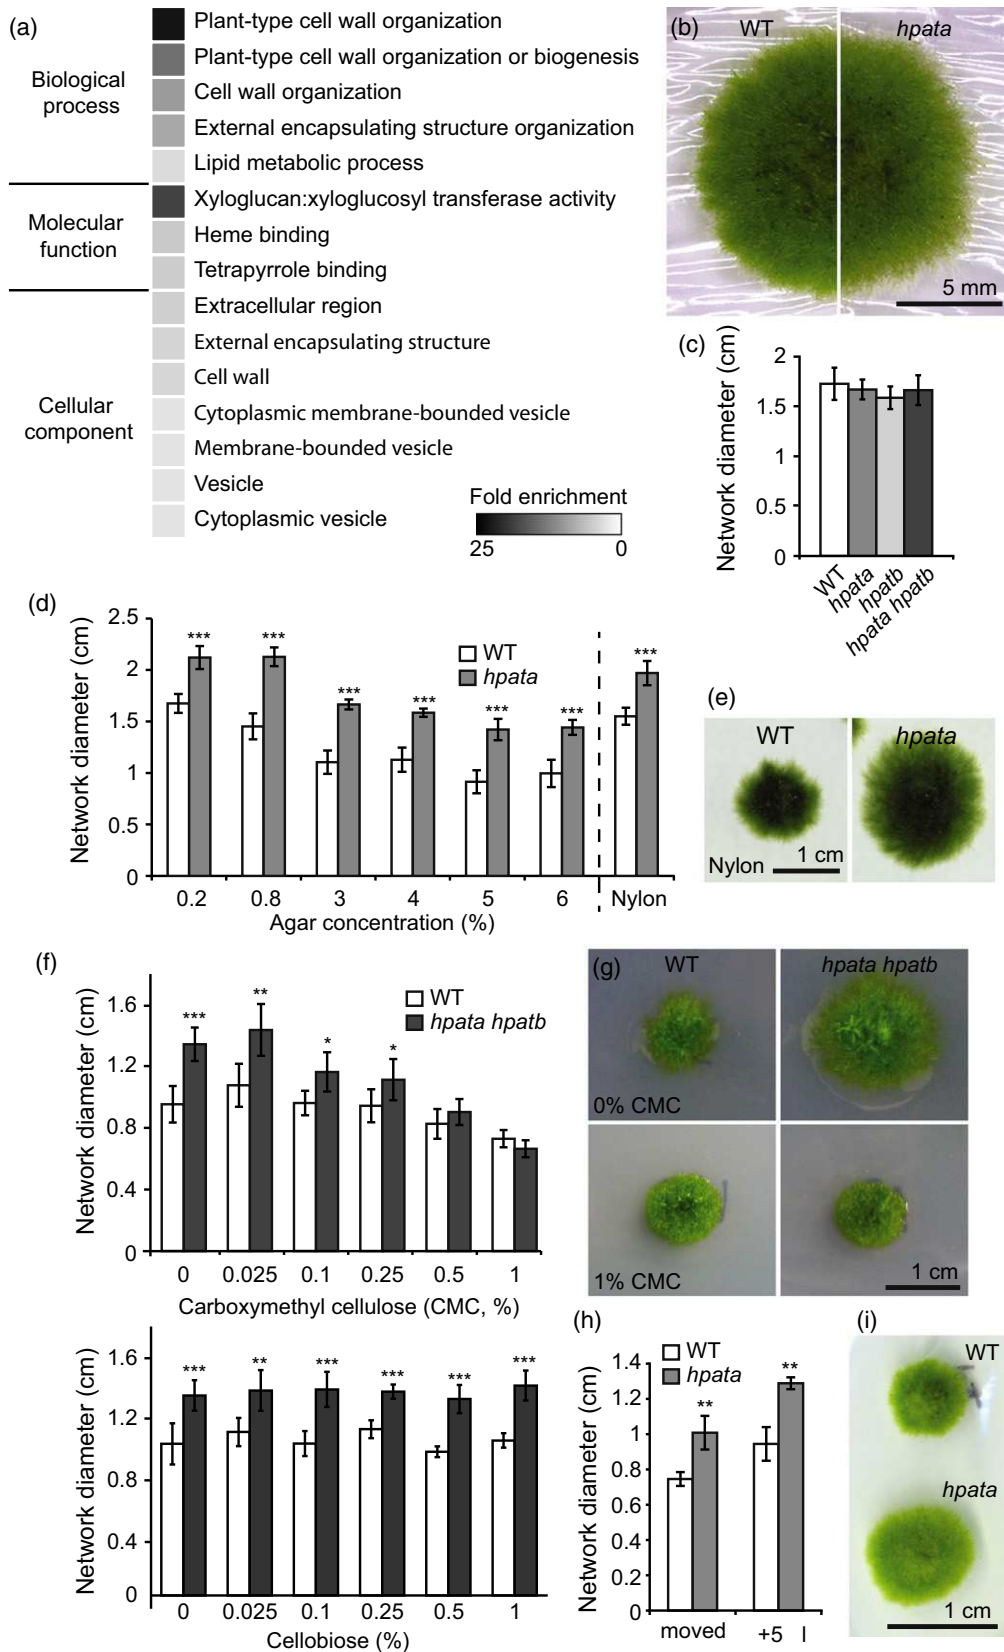 (a)
Biological process
Molecular function
Cellular component
Plant-type cell wall organization
Plant-type cell wall organization or biogenesis
Cell wall organization
External encapsulating structure organization
Lipid metabolic process
Xyloglucan:xyloglucosyl transferase activity
Heme binding
Tetrapyrrole binding
Extracellular region
External encapsulating structure
Cell wall
Cytoplasmic membrane-bounded vesicle
Membrane-bounded vesicle
Vesicle
Cytoplasmic vesicle
Fold enrichment
25 0
(b)
WT hpata
5 mm
(c)
Network diameter (cm)
2
1.5
1
0.5
0
WT hpata hpatb hpata hpatb
(d)
Network diameter (cm)
2.5
2
1.5
1
0.5
0
*** *** *** *** *** *** ***
WT
hpata
0.2 0.8 3 4 5 6 Nylon
Agar concentration (%)
(e)
WT hpata
Nylon 1 cm
(f)
Network diameter (cm)
1.6
1.2
0.8
0.4
0
*** ** * *
WT
hpata hpatb
0 0.025 0.1 0.25 0.5 1
Carboxymethyl cellulose (CMC, %)
Network diameter (cm)
1.6
1.2
0.8
0.4
0
*** ** *** *** *** ***
0 0.025 0.1 0.25 0.5 1
Cellobiose (%)
(g)
WT hpata hpatb
0% CMC
1% CMC
1 cm
(h)
WT
hpata
Network diameter (cm)
1.4
1.2
1
0.8
0.6
0.4
0.2
0
** **
moved +5 l
(i)
WT
hpata
1 cm